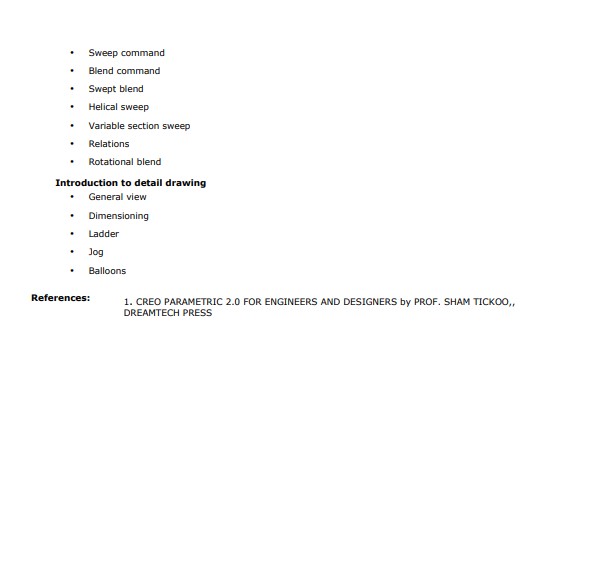 • Sweep command
• Blend command
• Swept blend
• Helical sweep
• Variable section sweep
• Relations
• Rotational blend
Introduction to detail drawing
• General view
• Dimensioning
• Ladder
• Jog
• Balloons
References:
1. CREO PARAMETRIC 2.0 FOR ENGINEERS AND DESIGNERS by PROF. SHAM TICKOO,,
DREAMTECH PRESS